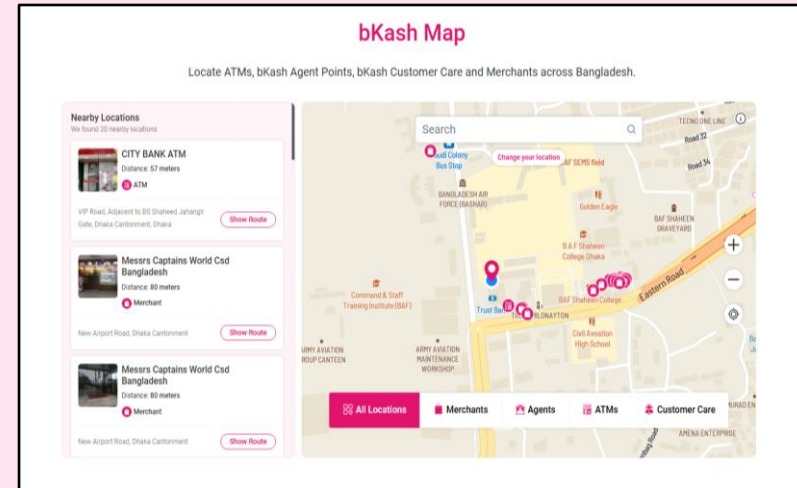 bKash Map
Locate ATMs, bKash Agent Points, bKash Customer Care and Merchants across Bangladesh.
Nearby Locations
We found 20 nearby locations
CITY BANK ATM
Distance: 57 meters
ATM
VIP Road, Adjacent to BS Shaheed Jahangir
Gate, Dhaka Cantonment, Dhaka
Show Route
Messrs Captains World Csd
Bangladesh
Distance: 80 meters
Merchant
New Airport Road, Dhaka Cantonment
Show Route
Messrs Captains World Csd
Bangladesh
Distance: 80 meters
Merchant
New Airport Road, Dhaka Cantonment
Show Route
Search
TECNO ONE LINE
Road 32
Road 34
Colony
Bus Stop
Change your location
BAF SEMS field
BANGLADESH AIR
FORCE (BASHAR)
Golden Eagle
BAF SHAHEEN
GRAVEYARD
B A F Shaheen
College Dhaka
Eastern Road
Command & Staff
Training Institute (BAF)
Trust
BAF Shaheen College
Civil Aveation
High School
ARMY AVIATION
MAINTENANCE
WORKSHOP
All Locations
Merchants
Agents
ATMs
Customer Care
AMENA ENTERPRISE